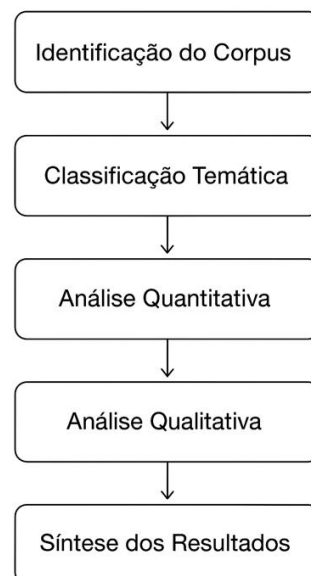 Identificação do Corpus
Classificação Temática
Análise Quantitativa
Análise Qualitativa
Síntese dos Resultados